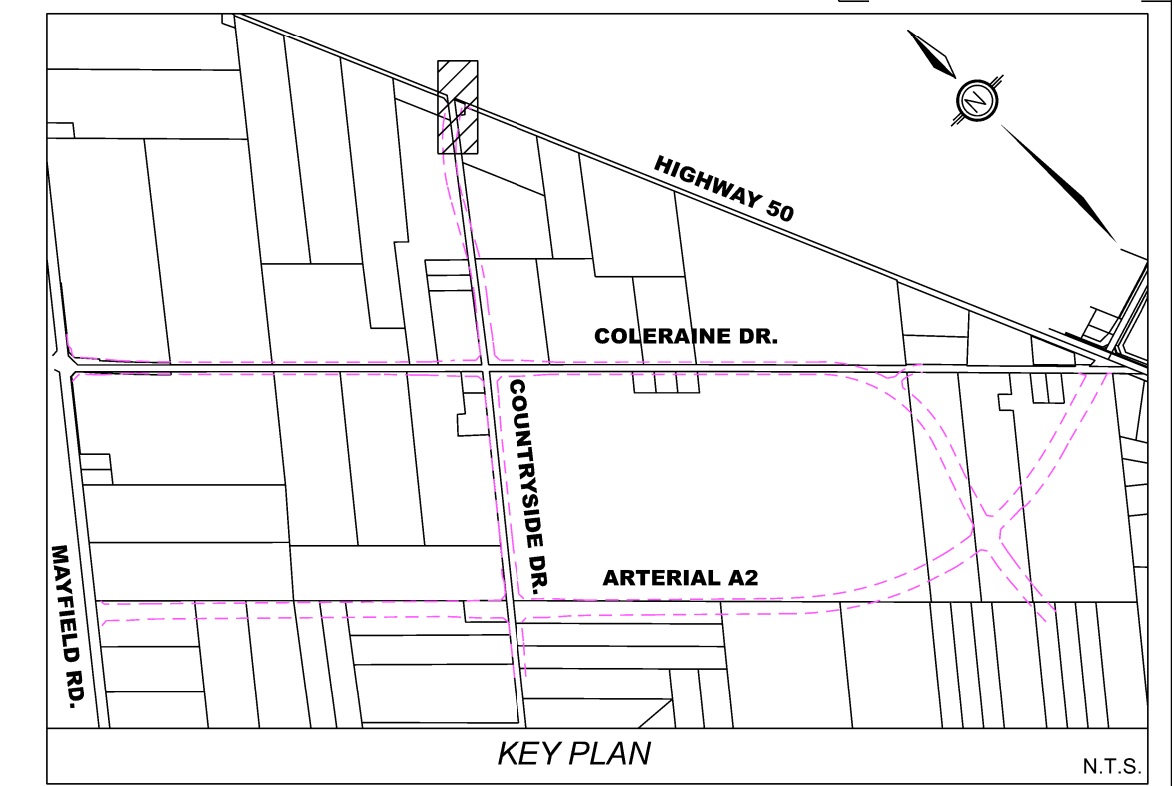 N
HIGHWAY 50
COLERAINE DR.
COUNTRYSIDE DR.
MAYFIELD RD.
ARTERIAL A2
KEY PLAN
N.T.S.